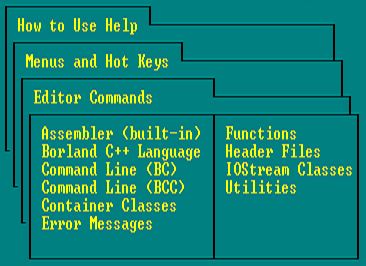 How to Use Help
Menus and Hot Keys
Editor Commands
Assembler (built-in)
Borland C++ Language
Command Line (BC)
Command Line (BCC)
Container Classes
Error Messages
Functions
Header Files
IOStream Classes
Utilities